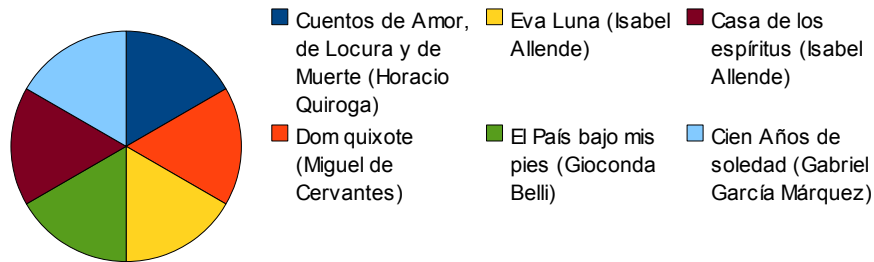 Cuentos de Amor,
de Locura y de
Muerte (Horacio
Quiroga)
Dom quixote
(Miguel de
Cervantes)
Eva Luna (Isabel
Allende)
El País bajo mis
pies (Gioconda
Belli)
Casa de los
espíritus (Isabel
Allende)
Cien Años de
soledad (Gabriel
García Márquez)